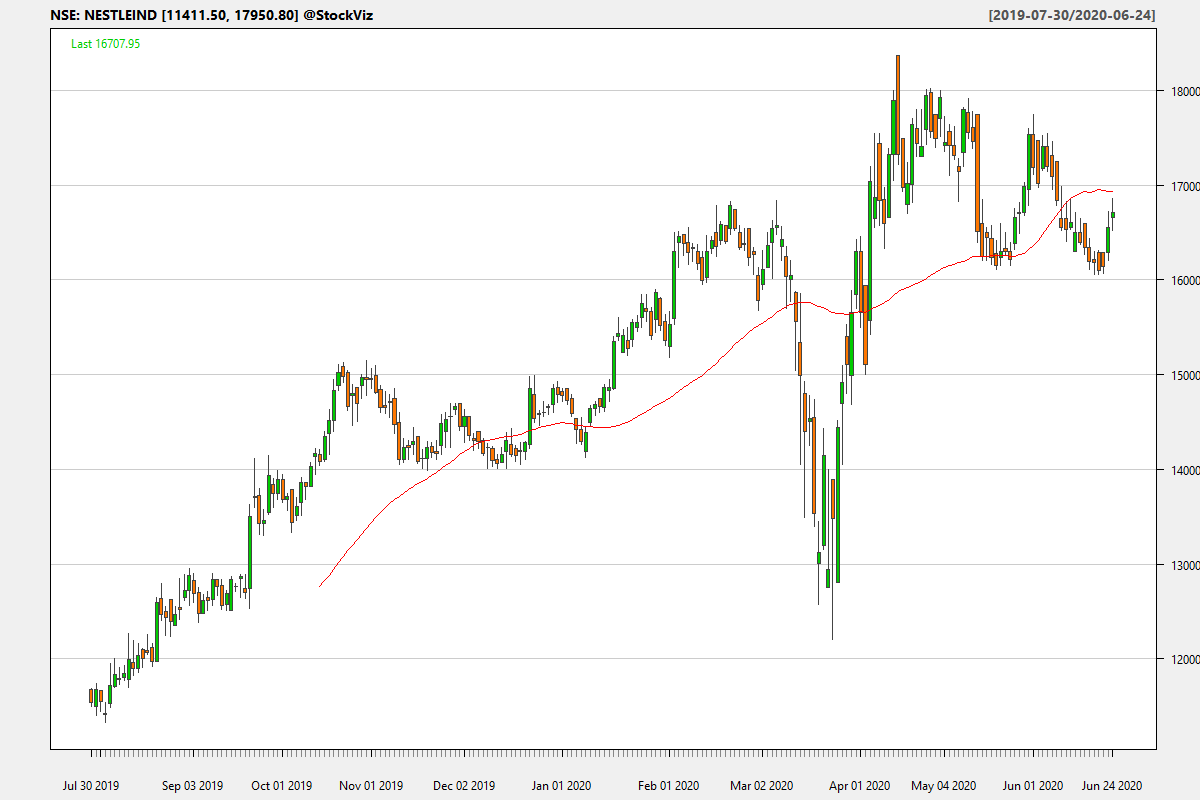 NSE: NESTLEIND [11411.50, 17950.80] @StockViz [2019-07-30/2020-06-24]
Last 16707.95
18000
17000
16000
15000
14000
13000
12000
Jul 30 2019 Sep 03 2019 Oct 01 2019 Nov 01 2019 Dec 02 2019 Jan 01 2020 Feb 01 2020 Mar 02 2020 Apr 01 2020 May 04 2020 Jun 01 2020 Jun 24 2020